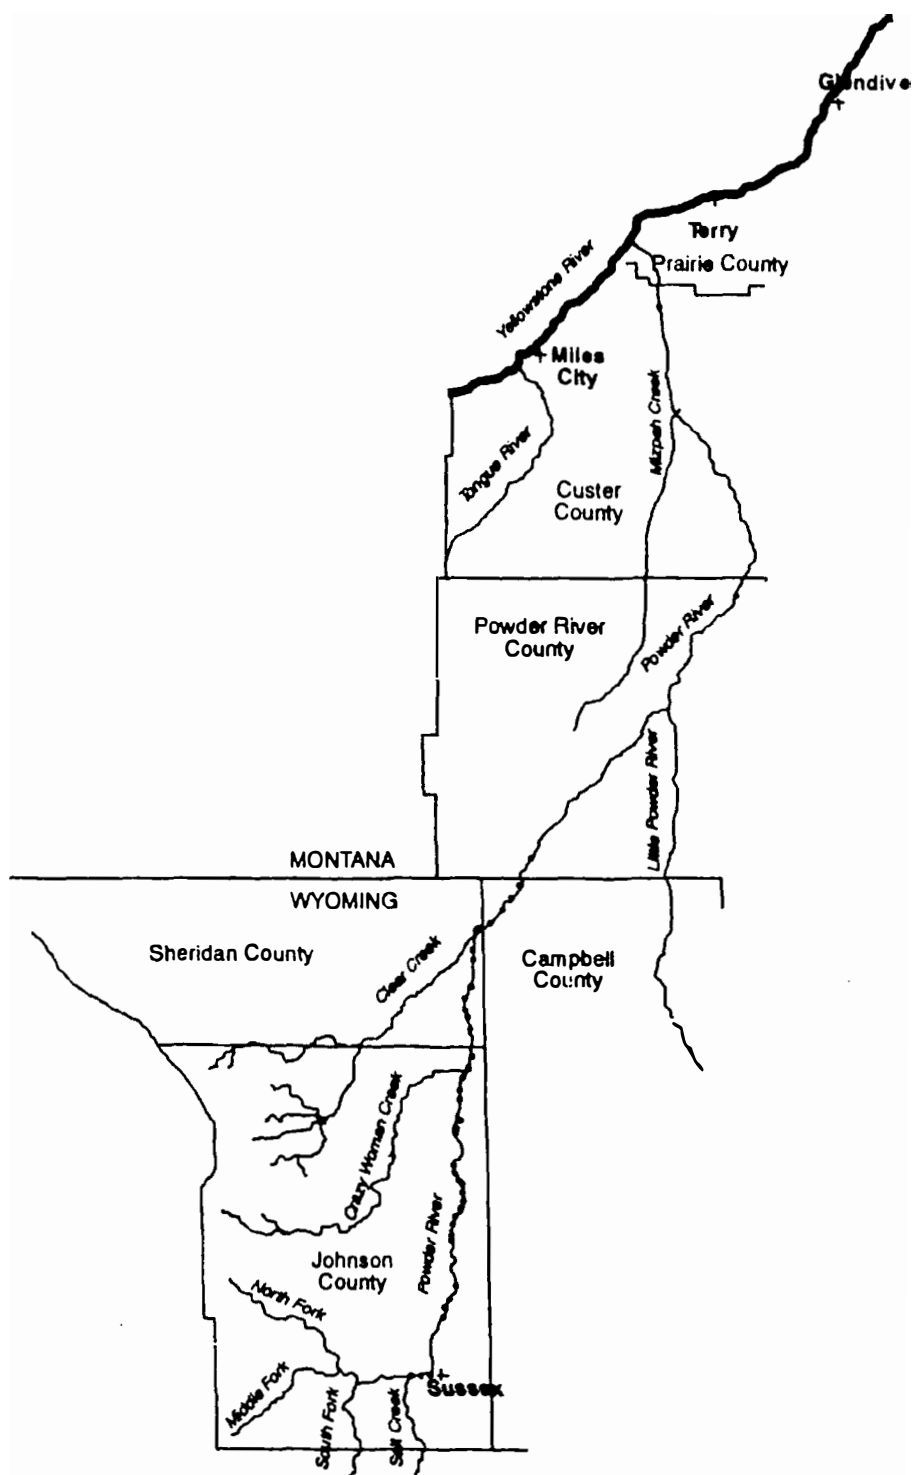 Glendive
Terry
Prairie County
Yellowstone River
Miles
City
Mizpah Creek
Tongue River
Custer
County
Powder River
County
Powder River
Little Powder River
MONTANA
WYOMING
Sheridan County
Clear Creek
Campbell
County
Crazy Woman Creek
Powder River
Johnson
County
North Fork
Middle Fork
Sussex
South Fork
Salt Creek